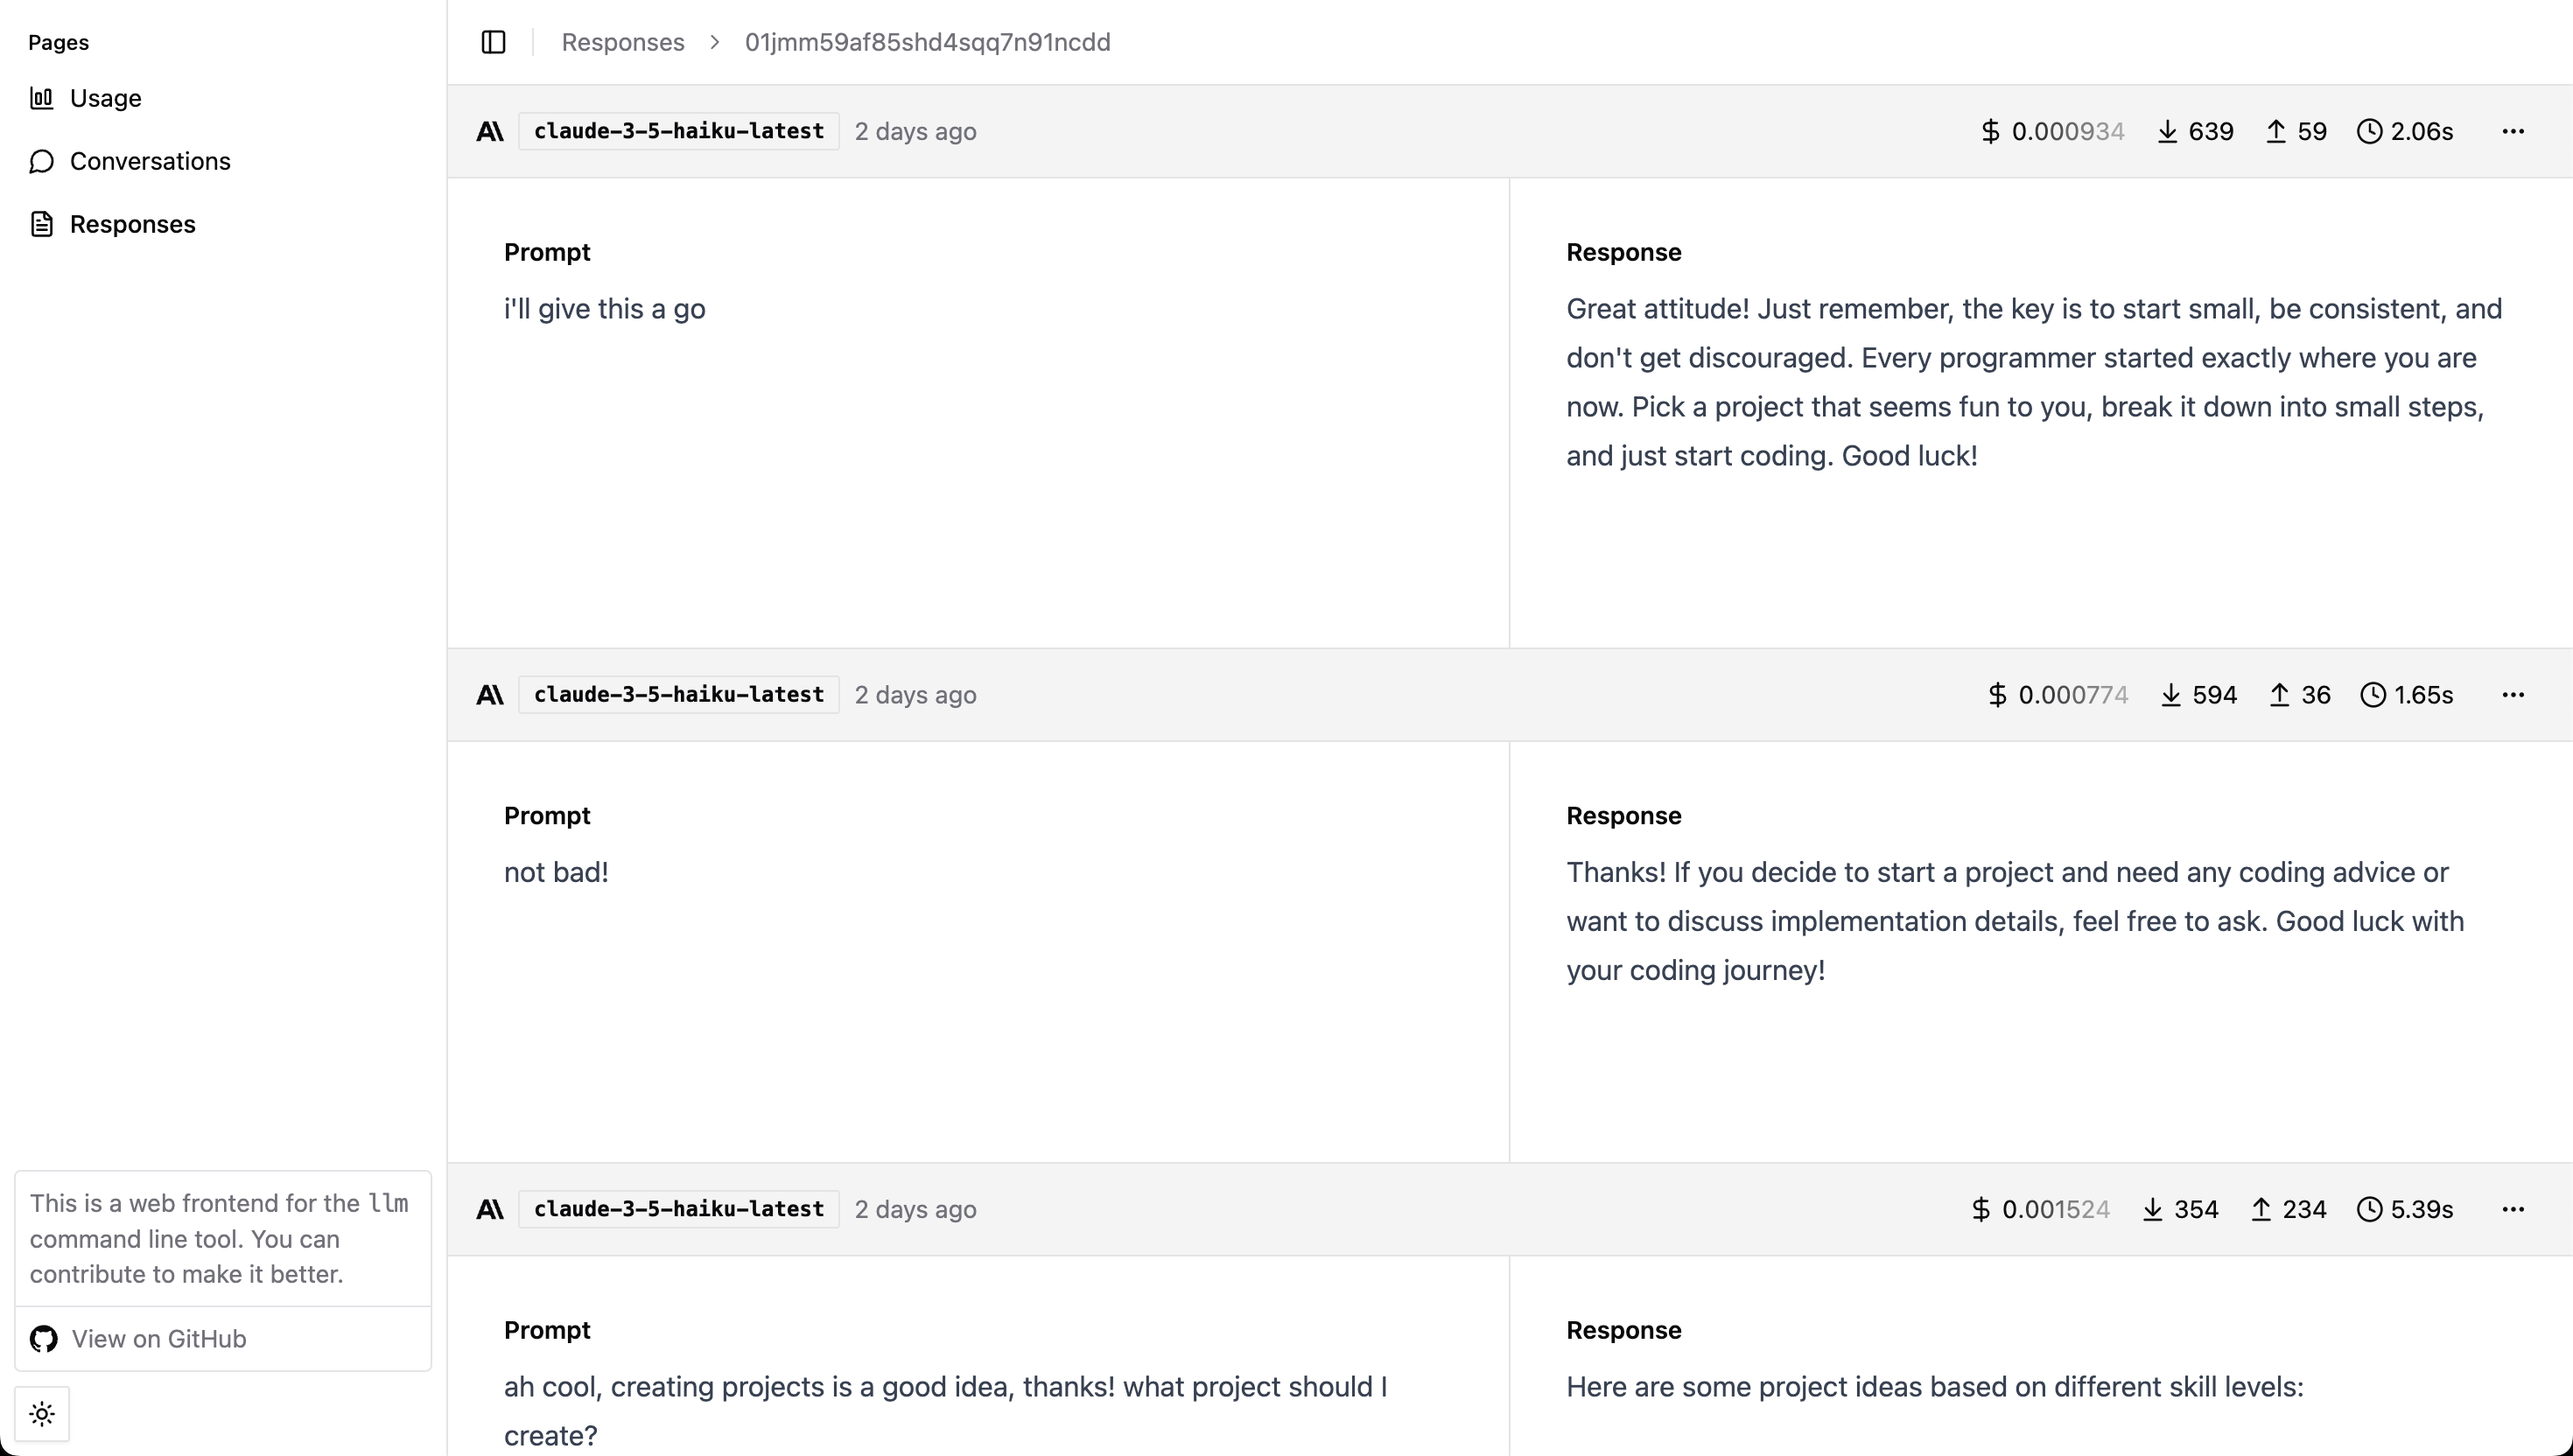 Pages
Usage
Conversations
Responses
This is a web frontend for the llm
command line tool. You can
contribute to make it better.
View on GitHub
Responses > 01jmm59af85shd4sqq7n91ncdd
claude-3-5-haiku-latest 2 days ago $ 0.000934 639 59 2.06s ...
Prompt
i'll give this a go
Response
Great attitude! Just remember, the key is to start small, be consistent, and
don't get discouraged. Every programmer started exactly where you are
now. Pick a project that seems fun to you, break it down into small steps,
and just start coding. Good luck!
claude-3-5-haiku-latest 2 days ago $ 0.000774 594 36 1.65s ...
Prompt
not bad!
Response
Thanks! If you decide to start a project and need any coding advice or
want to discuss implementation details, feel free to ask. Good luck with
your coding journey!
claude-3-5-haiku-latest 2 days ago $ 0.001524 354 234 5.39s ...
Prompt
ah cool, creating projects is a good idea, thanks! what project should I
create?
Response
Here are some project ideas based on different skill levels: